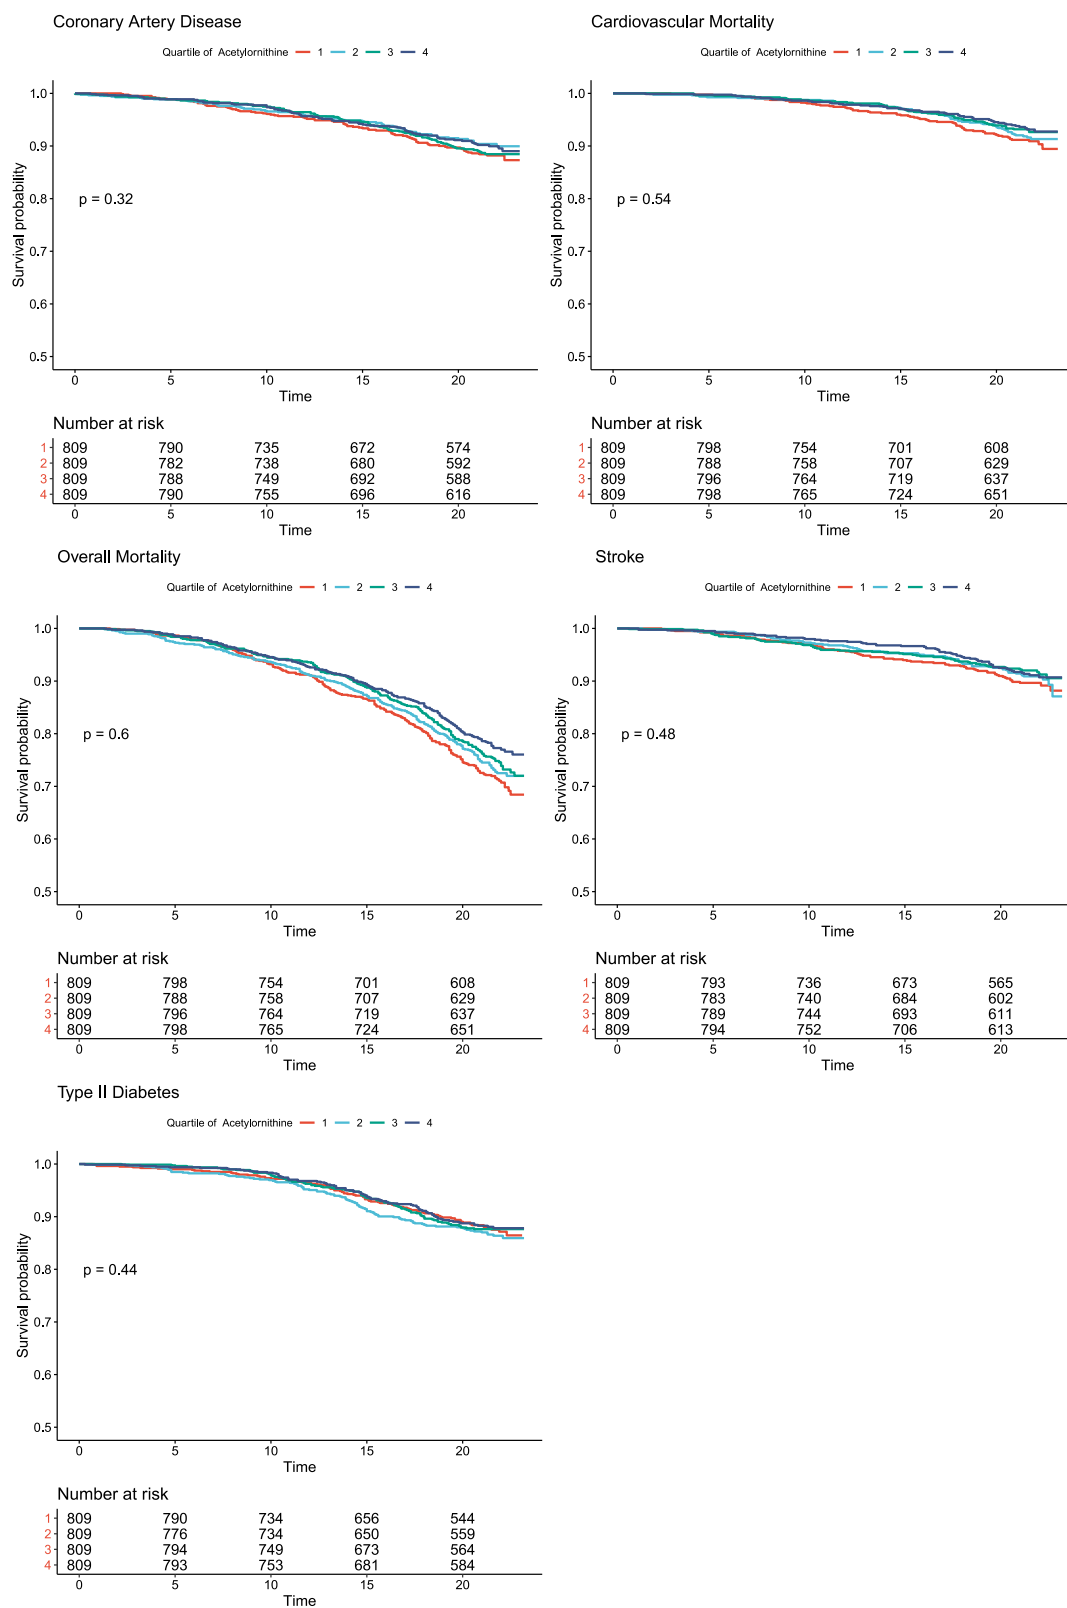 Coronary Artery Disease
Quartile of Acetylornithine 1 2 3 4
Survival probability
1.0
0.9
0.8
0.7
0.6
0.5
p = 0.32
0 5 10 15 20
Time
Number at risk
1 809 790 735 672 574
2 809 782 738 680 592
3 809 788 749 692 588
4 809 790 755 696 616
0 5 10 15 20
Time
Cardiovascular Mortality
Quartile of Acetylornithine 1 2 3 4
Survival probability
1.0
0.9
0.8
0.7
0.6
0.5
p = 0.54
0 5 10 15 20
Time
Number at risk
1 809 798 754 701 608
2 809 788 758 707 629
3 809 796 764 719 637
4 809 798 765 724 651
0 5 10 15 20
Time
Overall Mortality
Quartile of Acetylornithine 1 2 3 4
Survival probability
1.0
0.9
0.8
0.7
0.6
0.5
p = 0.6
0 5 10 15 20
Time
Number at risk
1 809 798 754 701 608
2 809 788 758 707 629
3 809 796 764 719 637
4 809 798 765 724 651
0 5 10 15 20
Time
Stroke
Quartile of Acetylornithine 1 2 3 4
Survival probability
1.0
0.9
0.8
0.7
0.6
0.5
p = 0.48
0 5 10 15 20
Time
Number at risk
1 809 793 736 673 565
2 809 783 740 684 602
3 809 789 744 693 611
4 809 794 752 706 613
0 5 10 15 20
Time
Type II Diabetes
Quartile of Acetylornithine 1 2 3 4
Survival probability
1.0
0.9
0.8
0.7
0.6
0.5
p = 0.44
0 5 10 15 20
Time
Number at risk
1 809 790 734 656 544
2 809 776 734 650 559
3 809 794 749 673 564
4 809 793 753 681 584
0 5 10 15 20
Time